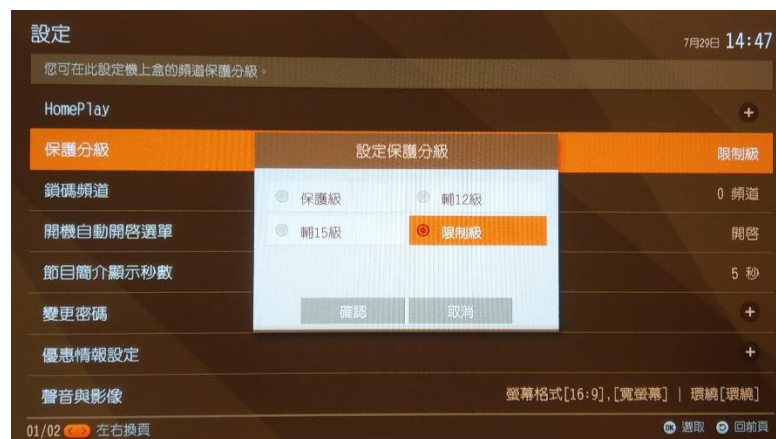 設定
7月29日 14:47
您可在此設定機上盒的頻道保護分級。
HomePlay
保護分級 限制級
設定保護分級
鎖碼頻道 0 頻道
保護級 輔12級
開機自動開啓選單 開啓
輔15級 限制級
節目簡介顯示秒數 5 秒
變更密碼
確認 取消
優惠情報設定
聲音與影像 螢幕格式[16:9],[寬螢幕] | 環繞[環繞]
01/02 左右換頁 OK 選取 回前頁